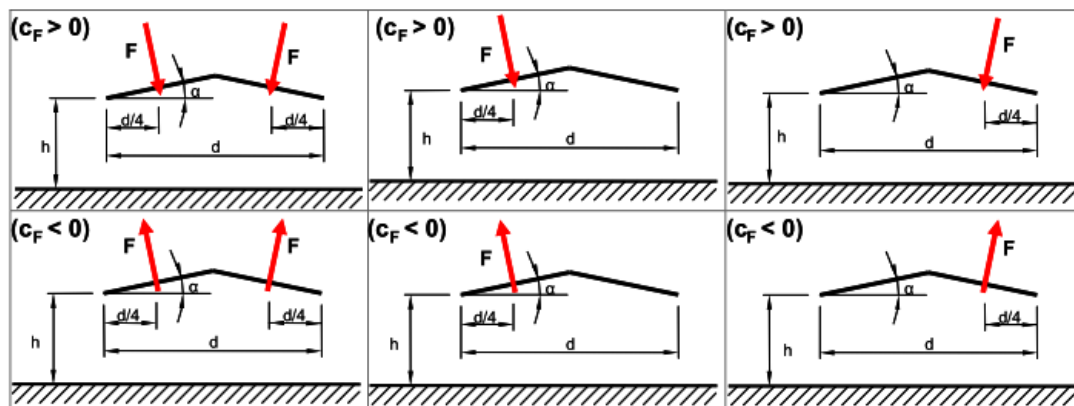 (cF > 0)
F
F
α
d/4
d/4
h
d
(cF > 0)
F
α
d/4
h
d
(cF > 0)
F
α
d/4
h
d
(cF < 0)
F
F
α
d/4
d/4
h
d
(cF < 0)
F
α
d/4
h
d
(cF < 0)
F
α
d/4
h
d